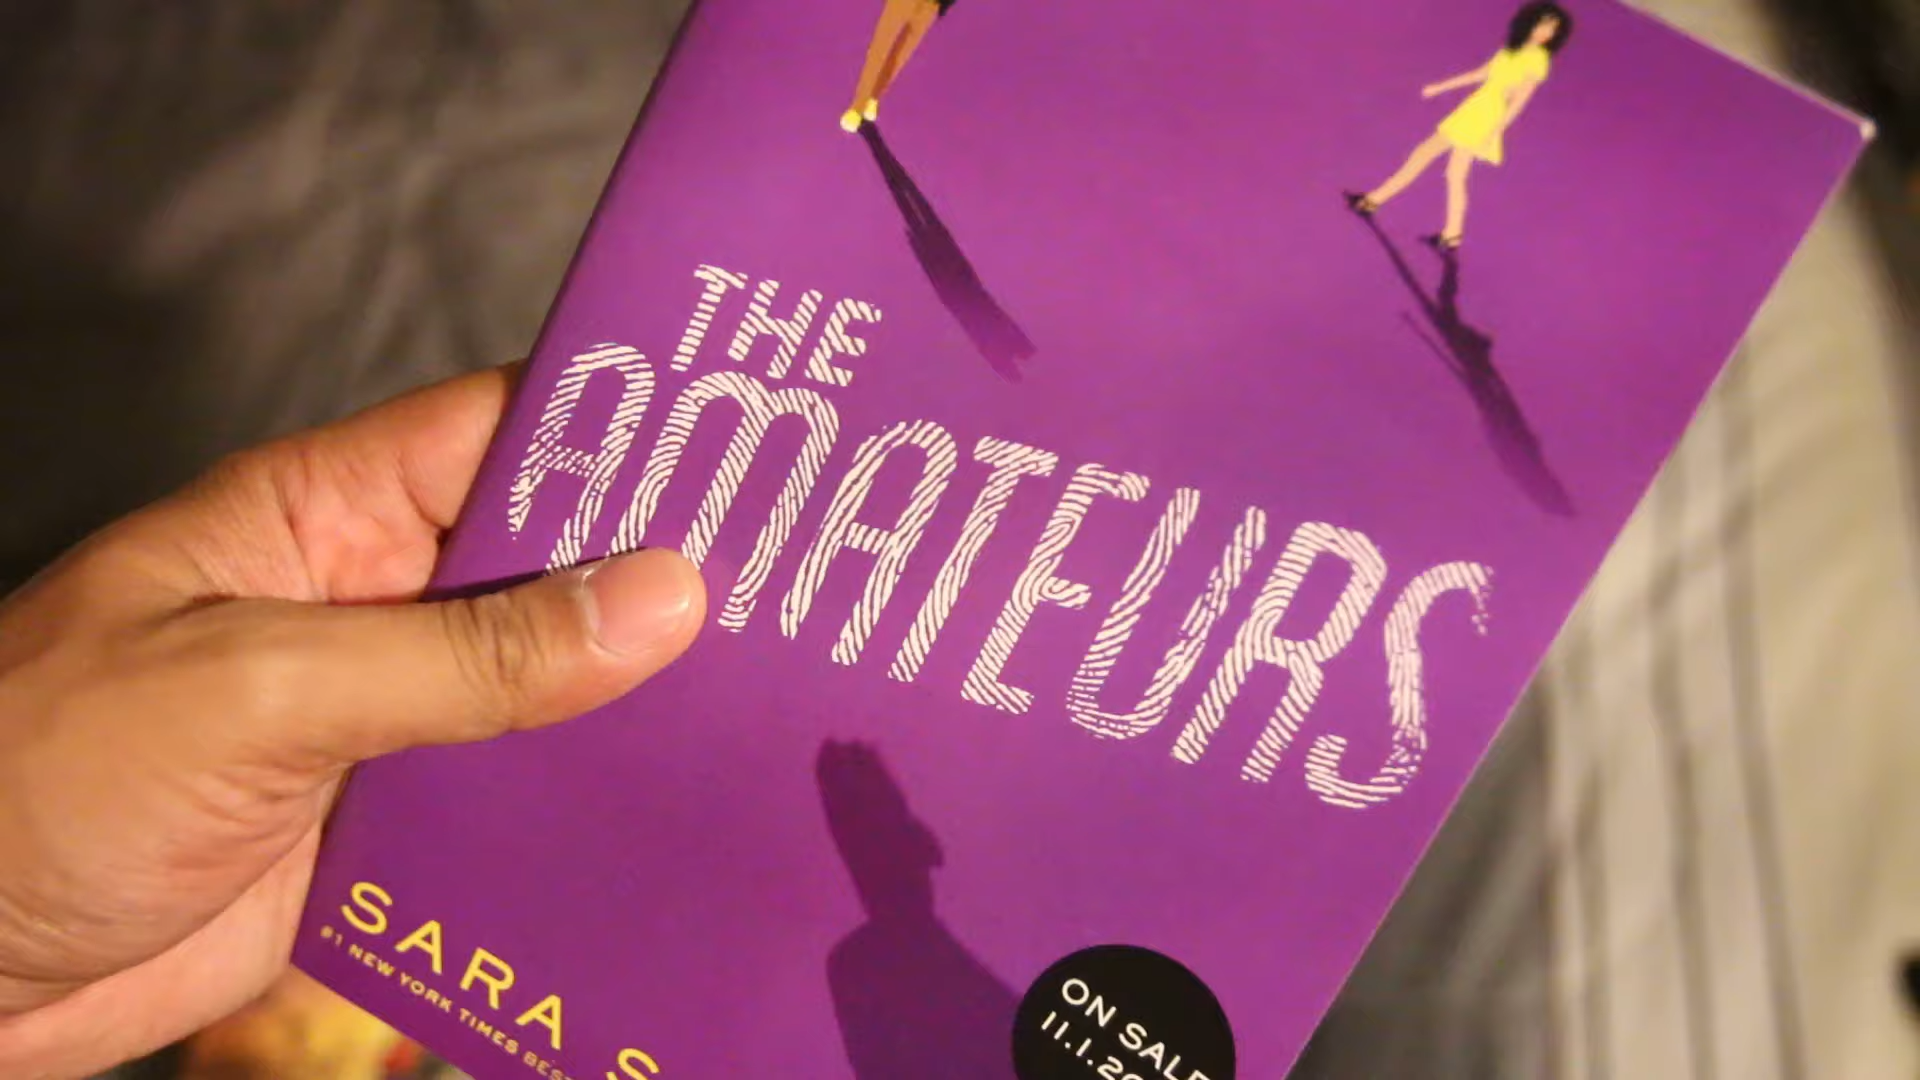 THE
AMATEURS
SARA S
#1 NEW YORK TIMES BEST
ON SALE
11.1.20